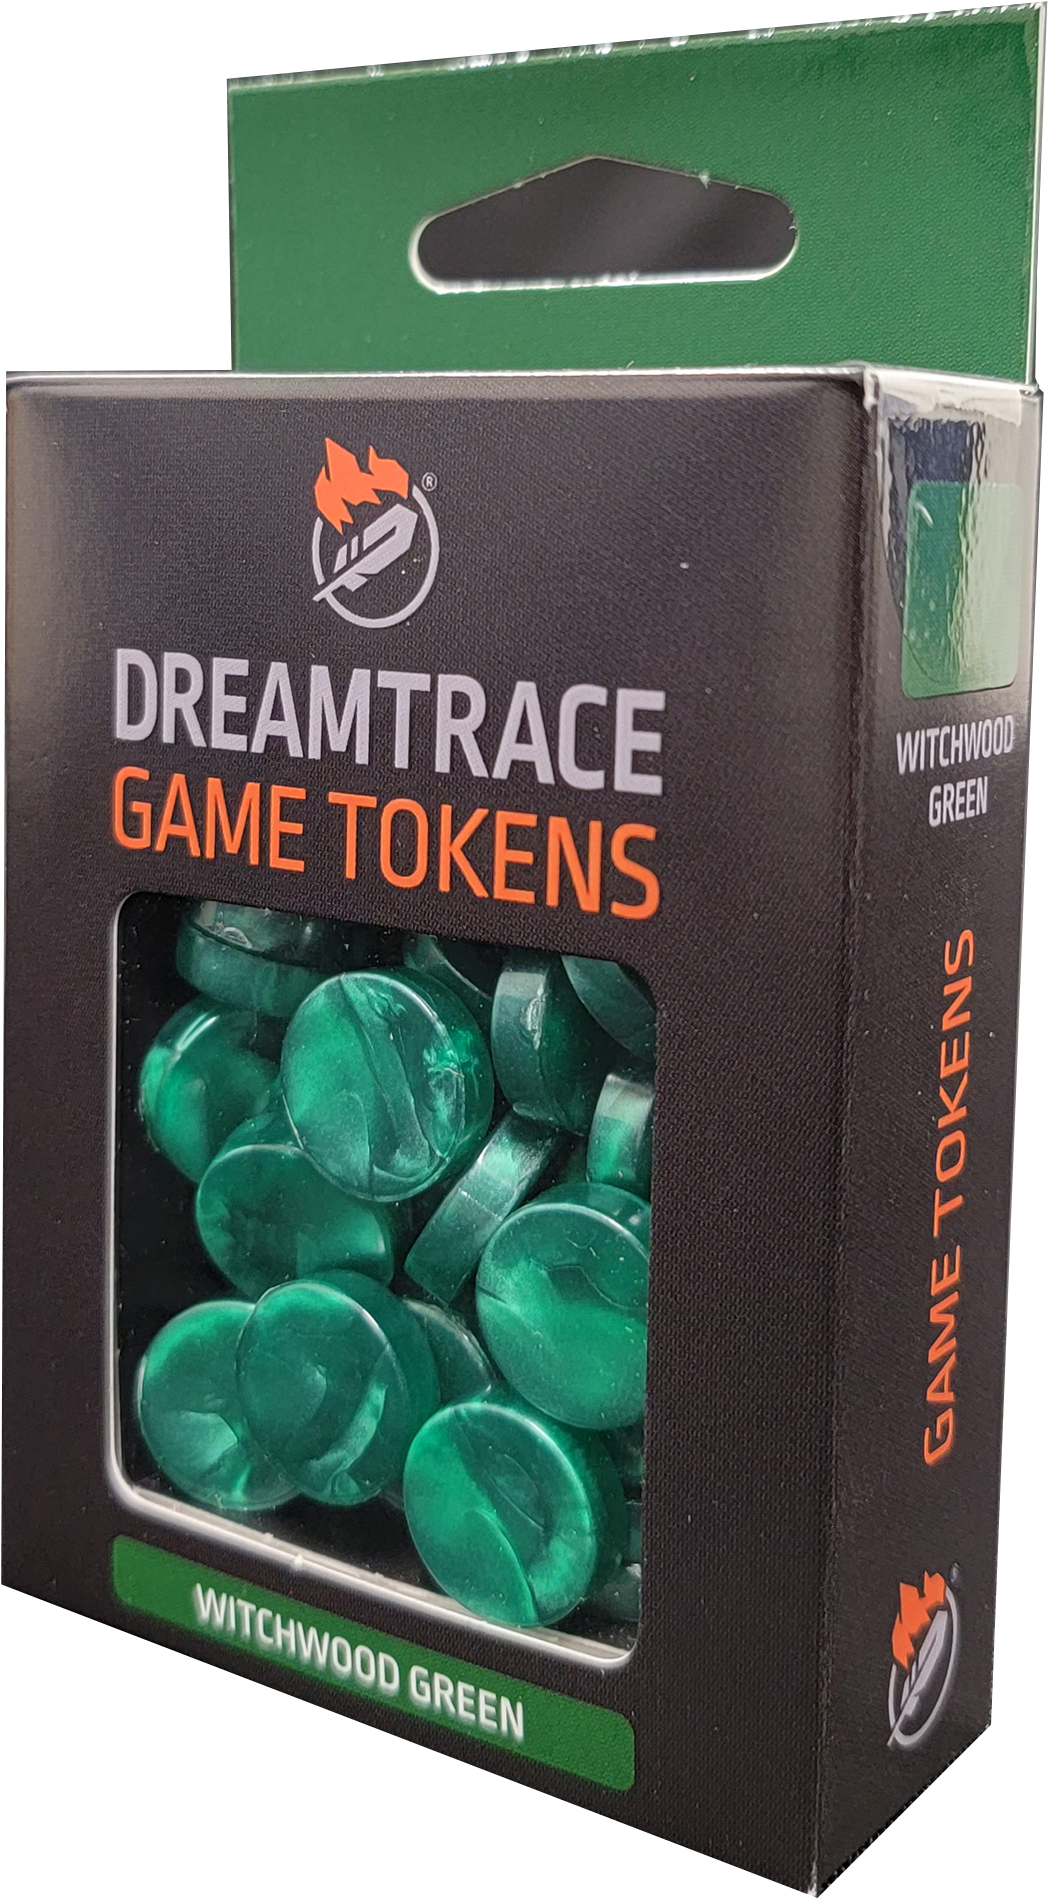 ®
DREAMTRACE
GAME TOKENS
WITCHWOOD GREEN
WITCHWOOD
GREEN
GAME TOKENS